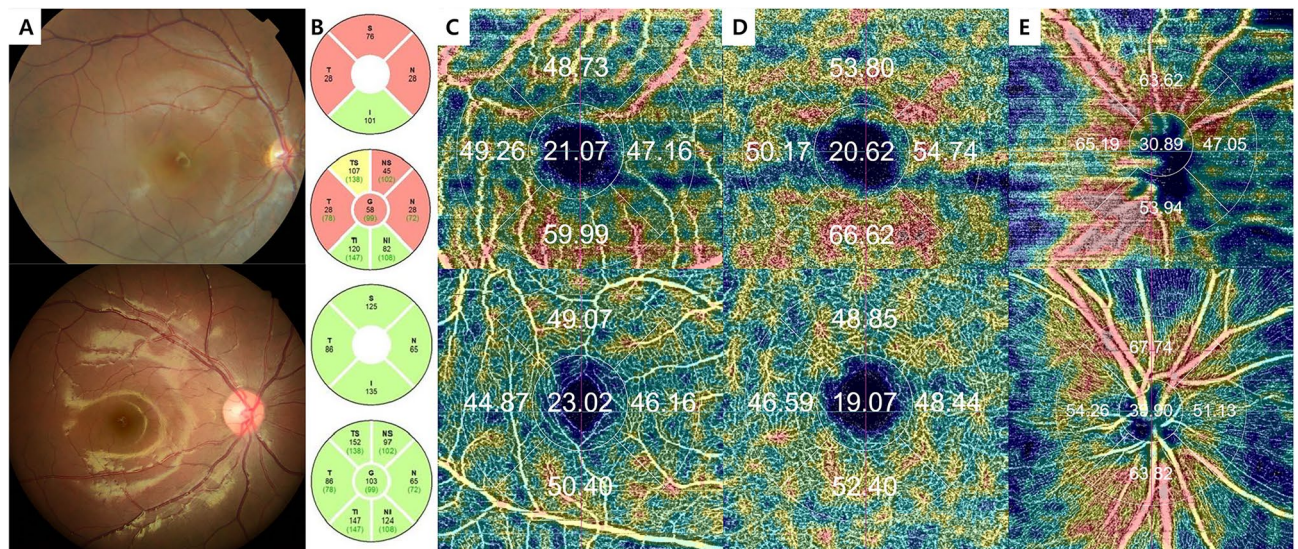 A
B
C
D
E
S
76
T
28
N
28
I
101
TS
107
(138)
NS
45
(102)
T
28
(78)
G
58
(99)
N
28
(72)
TI
120
(147)
NI
82
(108)
S
125
T
86
N
65
I
135
TS
152
(138)
NS
97
(102)
T
86
(78)
G
103
(99)
N
65
(72)
TI
147
(147)
NI
124
(108)
48.73
49.26 21.07 47.16
59.99
53.80
50.17 20.62 54.74
66.62
63.62
65.19 30.89 47.05
53.94
49.07
44.87 23.02 46.16
50.40
48.85
46.59 19.07 48.44
52.40
67.74
54.26 51.13
63.82